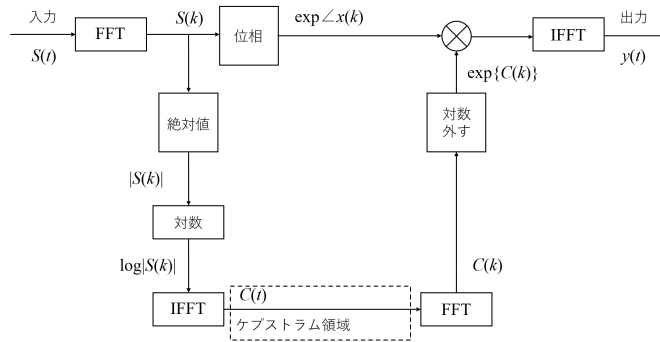 入力
S(t)
FFT
S(k)
位相
exp∠x(k)
IFFT
出力
y(t)
exp{C(k)}
絶対値
対数
外す
|S(k)|
対数
log|S(k)|
C(k)
IFFT
C(t)
ケプストラム領域
FFT